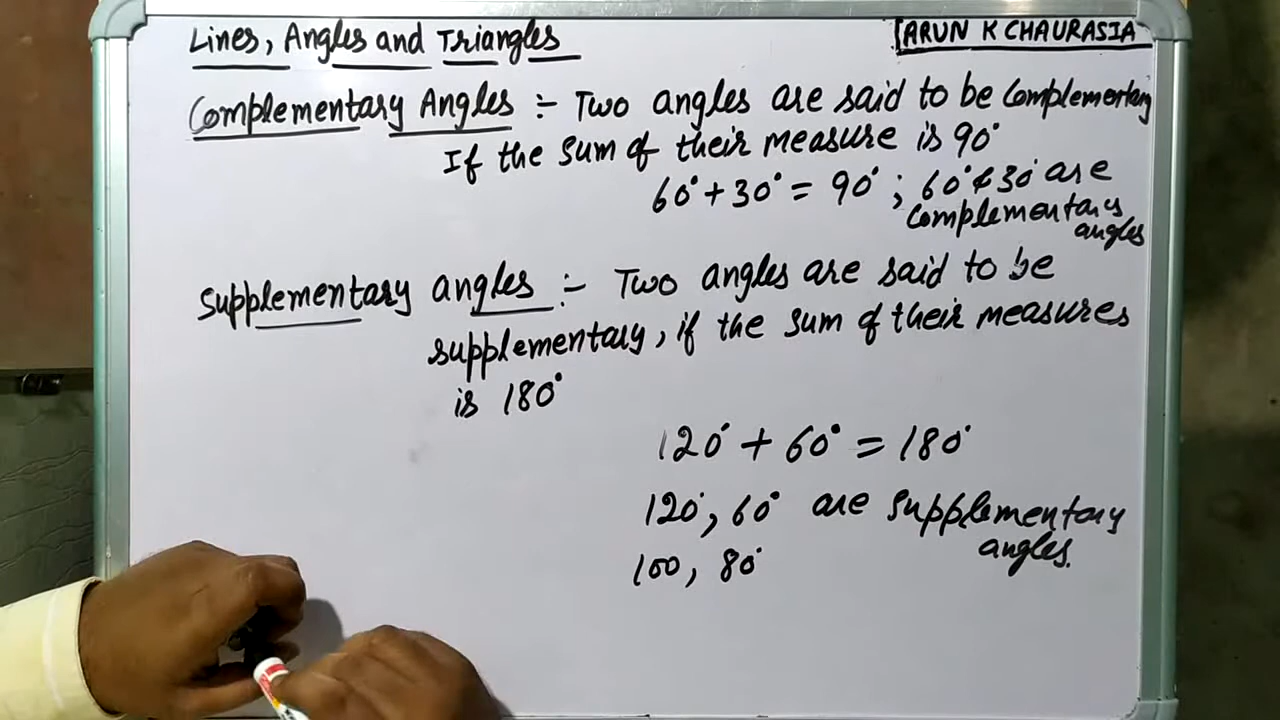 Lines, Angles and Triangles
ARUN K CHAURASIA
Complementary Angles :- Two angles are said to be Complementary
If the sum of their measure is 90°
60° + 30° = 90° ; 60° & 30° are
Complementary
angles
Supplementary angles :- Two angles are said to be
supplementary, if the sum of their measures
is 180°
120° + 60° = 180°
120°, 60° are supplementary
angles.
100, 80°